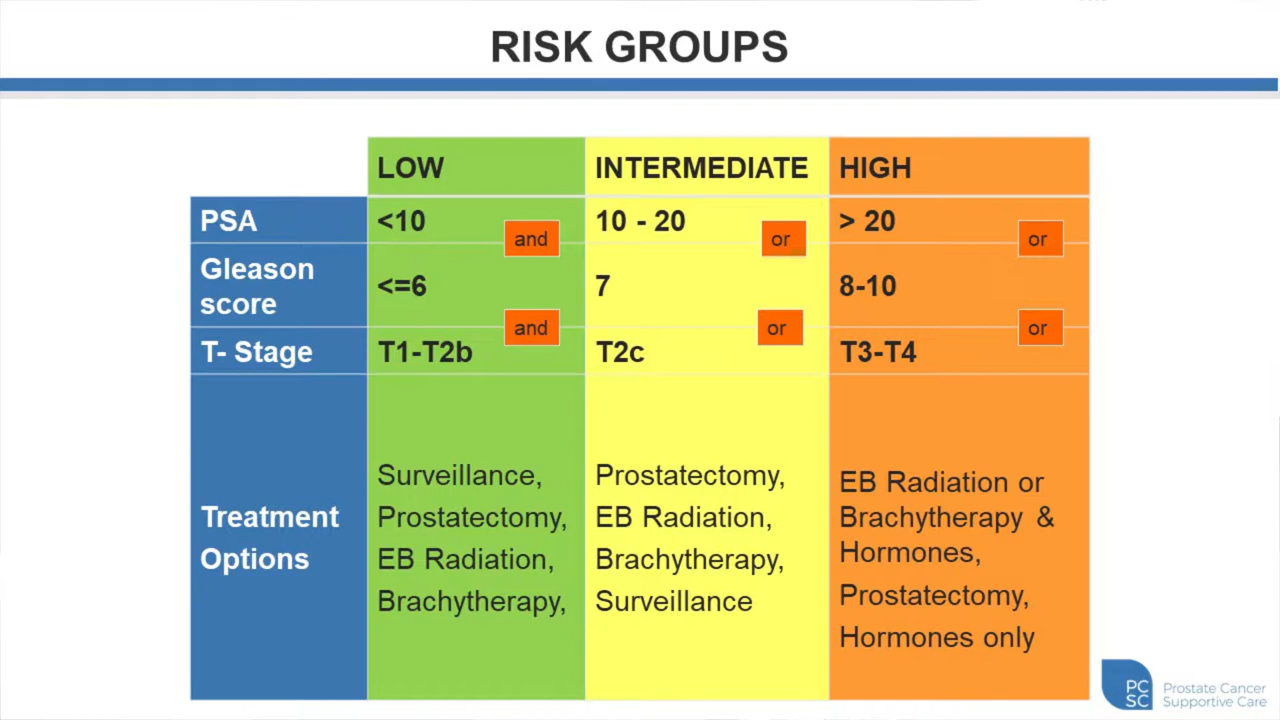 RISK GROUPS
LOW
INTERMEDIATE
HIGH
PSA
<10
and
10 - 20
or
> 20
or
Gleason
score
<=6
and
7
or
8-10
or
T- Stage
T1-T2b
T2c
T3-T4
Treatment
Options
Surveillance,
Prostatectomy,
EB Radiation,
Brachytherapy,
Prostatectomy,
EB Radiation,
Brachytherapy,
Surveillance
EB Radiation or
Brachytherapy &
Hormones,
Prostatectomy,
Hormones only
PC
SC
Prostate Cancer
Supportive Care